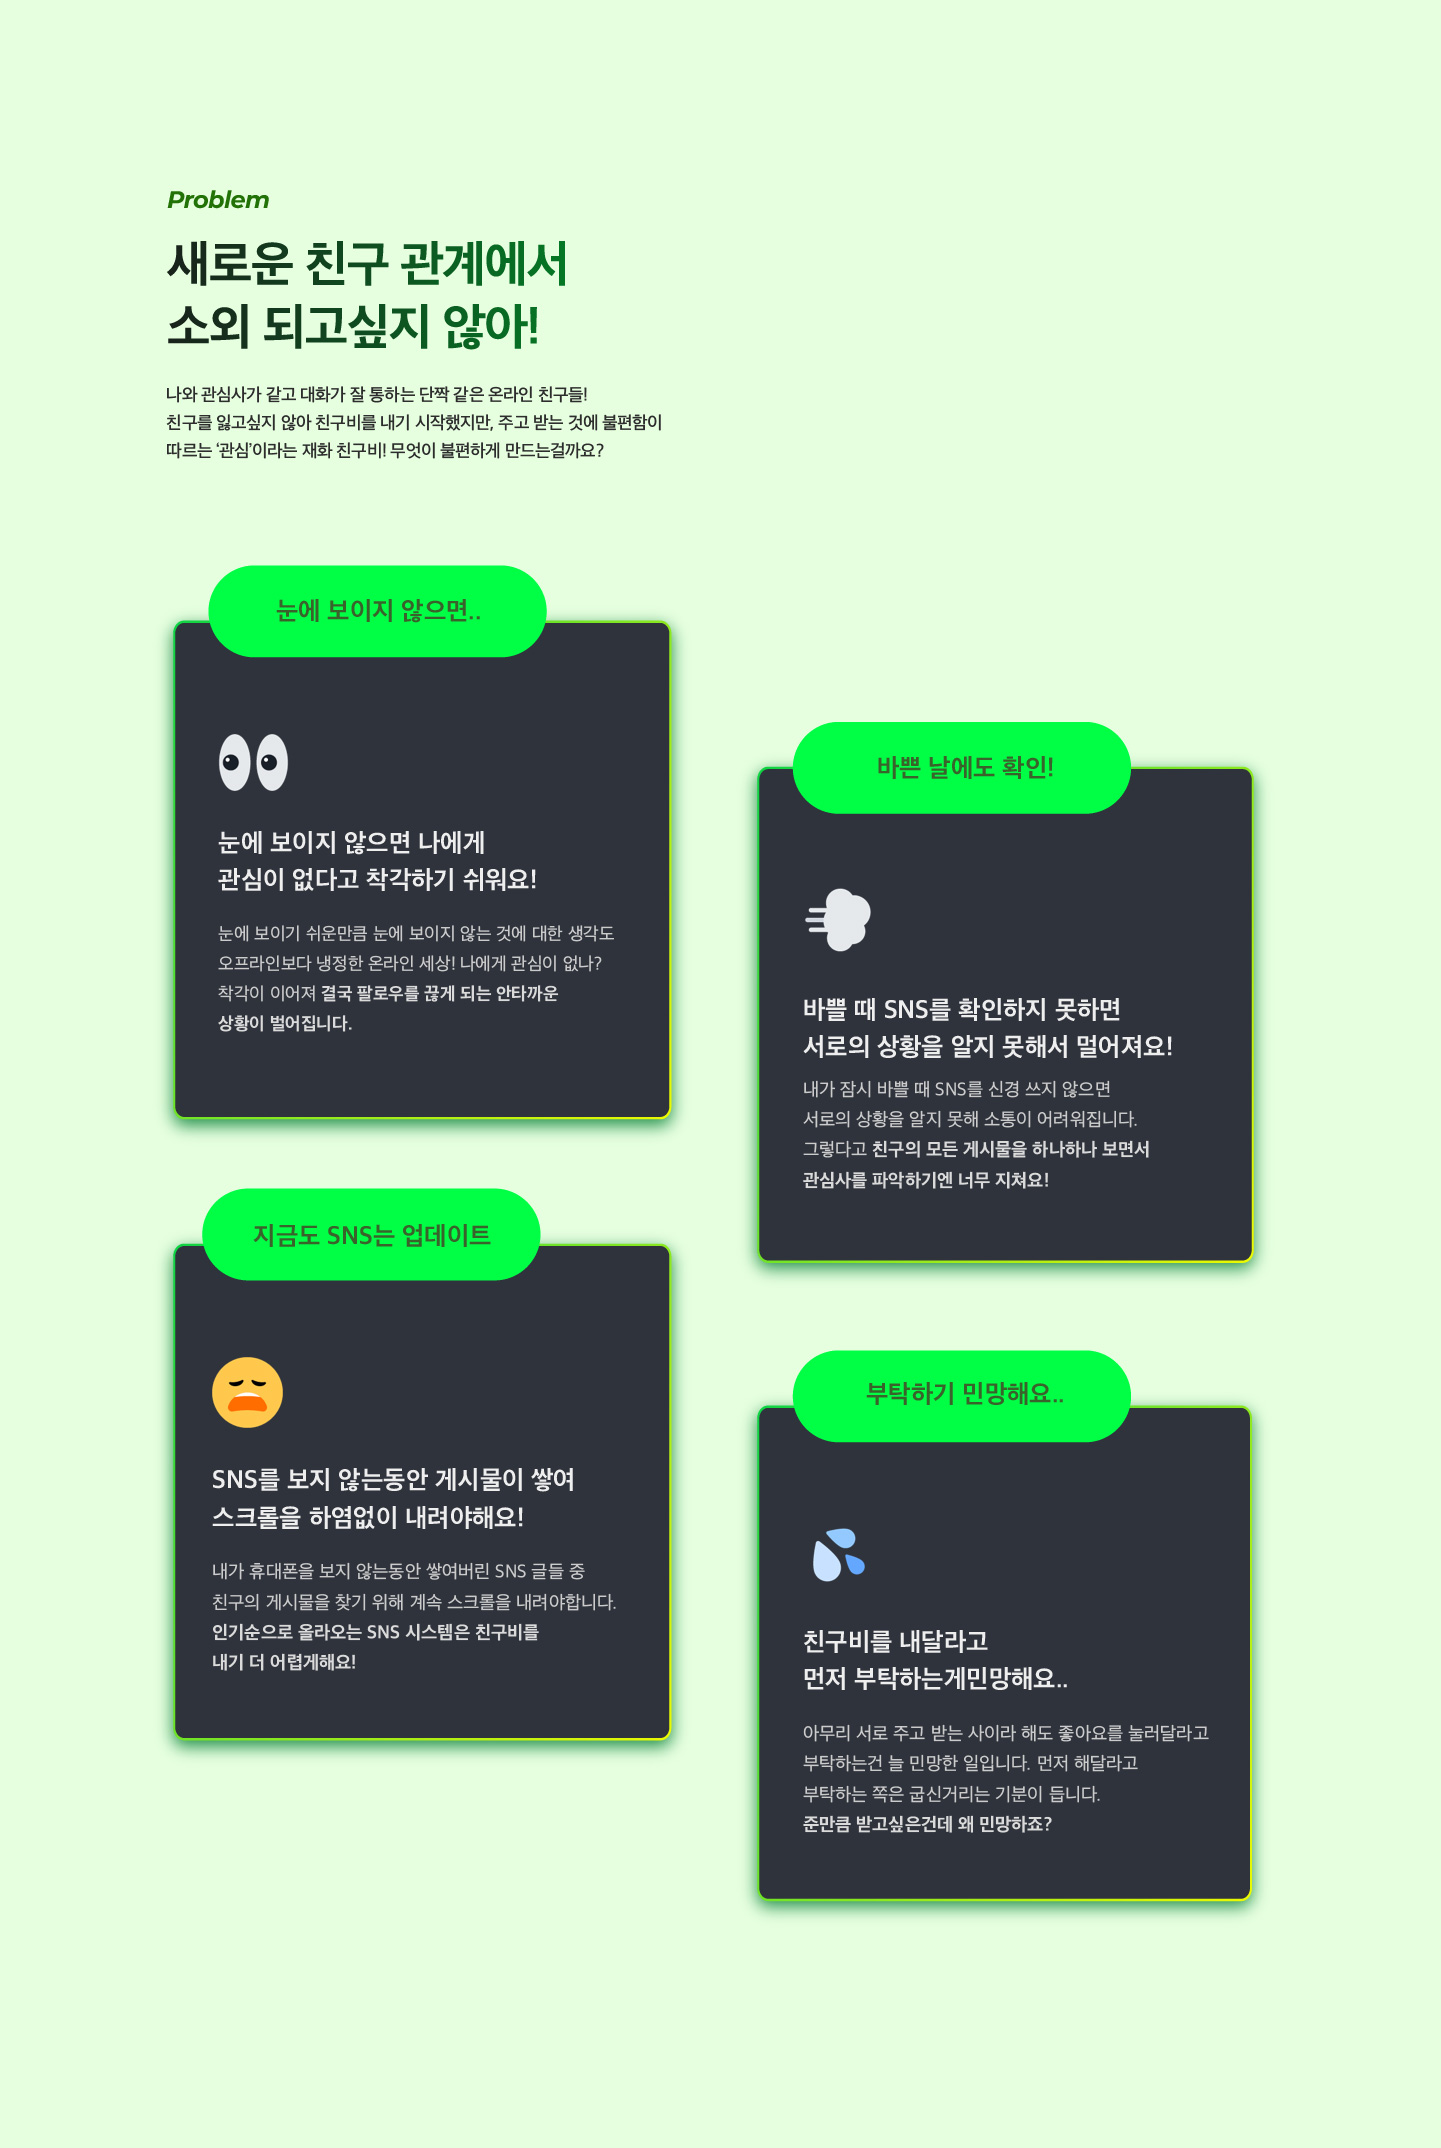 Problem
새로운 친구 관계에서
소외 되고싶지 않아!
나와 관심사가 같고 대화가 잘 통하는 단짝 같은 온라인 친구들!
친구를 잃고싶지 않아 친구비를 내기 시작했지만, 주고 받는 것에 불편함이
따르는 ‘관심’이라는 재화 친구비! 무엇이 불편하게 만드는걸까요?
눈에 보이지 않으면..
눈에 보이지 않으면 나에게
관심이 없다고 착각하기 쉬워요!
눈에 보이기 쉬운만큼 눈에 보이지 않는 것에 대한 생각도
오프라인보다 냉정한 온라인 세상! 나에게 관심이 없나?
착각이 이어져 결국 팔로우를 끊게 되는 안타까운
상황이 벌어집니다.
바쁜 날에도 확인!
바쁠 때 SNS를 확인하지 못하면
서로의 상황을 알지 못해서 멀어져요!
내가 잠시 바쁠 때 SNS를 신경 쓰지 않으면
서로의 상황을 알지 못해 소통이 어려워집니다.
그렇다고 친구의 모든 게시물을 하나하나 보면서
관심사를 파악하기엔 너무 지쳐요!
지금도 SNS는 업데이트
SNS를 보지 않는동안 게시물이 쌓여
스크롤을 하염없이 내려야해요!
내가 휴대폰을 보지 않는동안 쌓여버린 SNS 글들 중
친구의 게시물을 찾기 위해 계속 스크롤을 내려야합니다.
인기순으로 올라오는 SNS 시스템은 친구비를
내기 더 어렵게해요!
부탁하기 민망해요..
친구비를 내달라고
먼저 부탁하는게민망해요..
아무리 서로 주고 받는 사이라 해도 좋아요를 눌러달라고
부탁하는건 늘 민망한 일입니다. 먼저 해달라고
부탁하는 쪽은 굽신거리는 기분이 듭니다.
준만큼 받고싶은건데 왜 민망하죠?